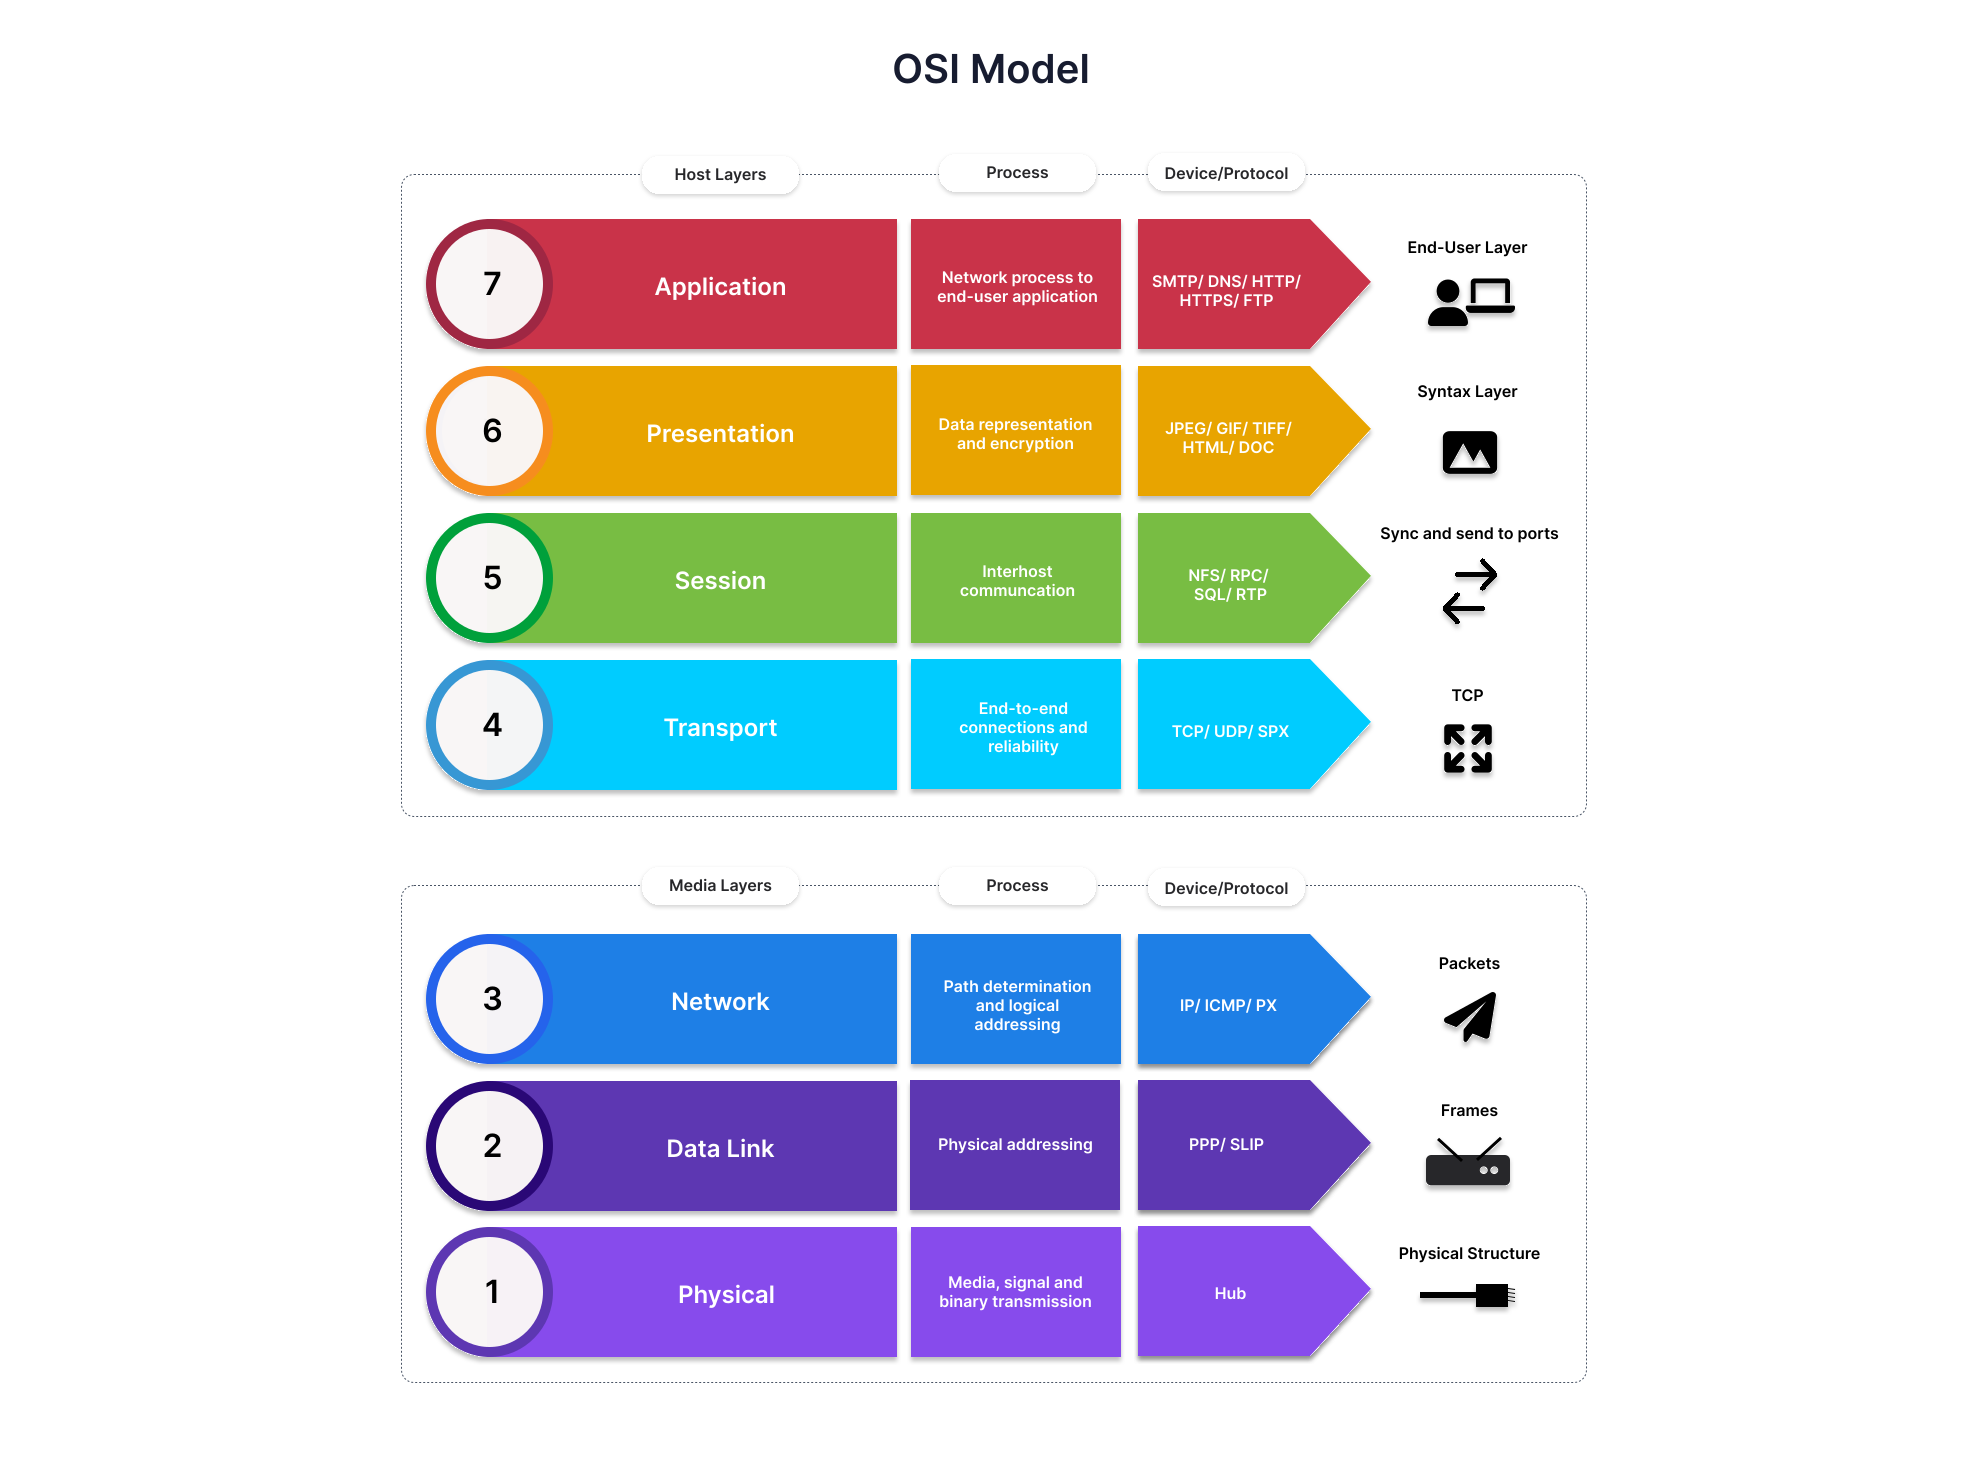 OSI Model
Host Layers
Process
Device/Protocol
7
Application
Network process to
end-user application
SMTP/ DNS/ HTTP/
HTTPS/ FTP
End-User Layer
6
Presentation
Data representation
and encryption
JPEG/ GIF/ TIFF/
HTML/ DOC
Syntax Layer
5
Session
Interhost
communcation
NFS/ RPC/
SQL/ RTP
Sync and send to ports
4
Transport
End-to-end
connections and
reliability
TCP/ UDP/ SPX
TCP
Media Layers
Process
Device/Protocol
3
Network
Path determination
and logical
addressing
IP/ ICMP/ PX
Packets
2
Data Link
Physical addressing
PPP/ SLIP
Frames
1
Physical
Media, signal and
binary transmission
Hub
Physical Structure